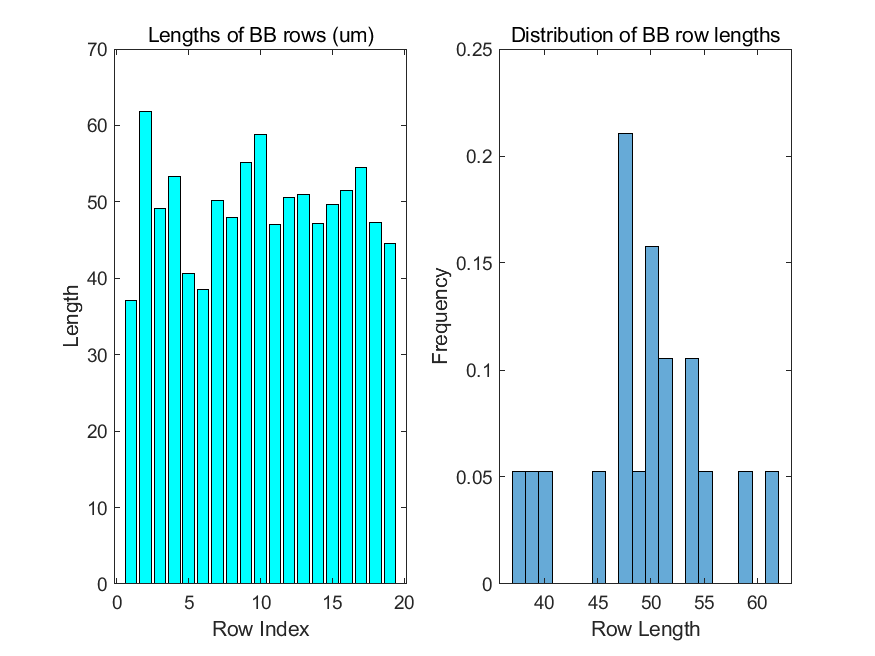 Lengths of BB rows (um)
70
60
50
40
30
20
10
0
Length
0 5 10 15 20
Row Index
Distribution of BB row lengths
0.25
0.2
0.15
0.1
0.05
0
Frequency
40 45 50 55 60
Row Length